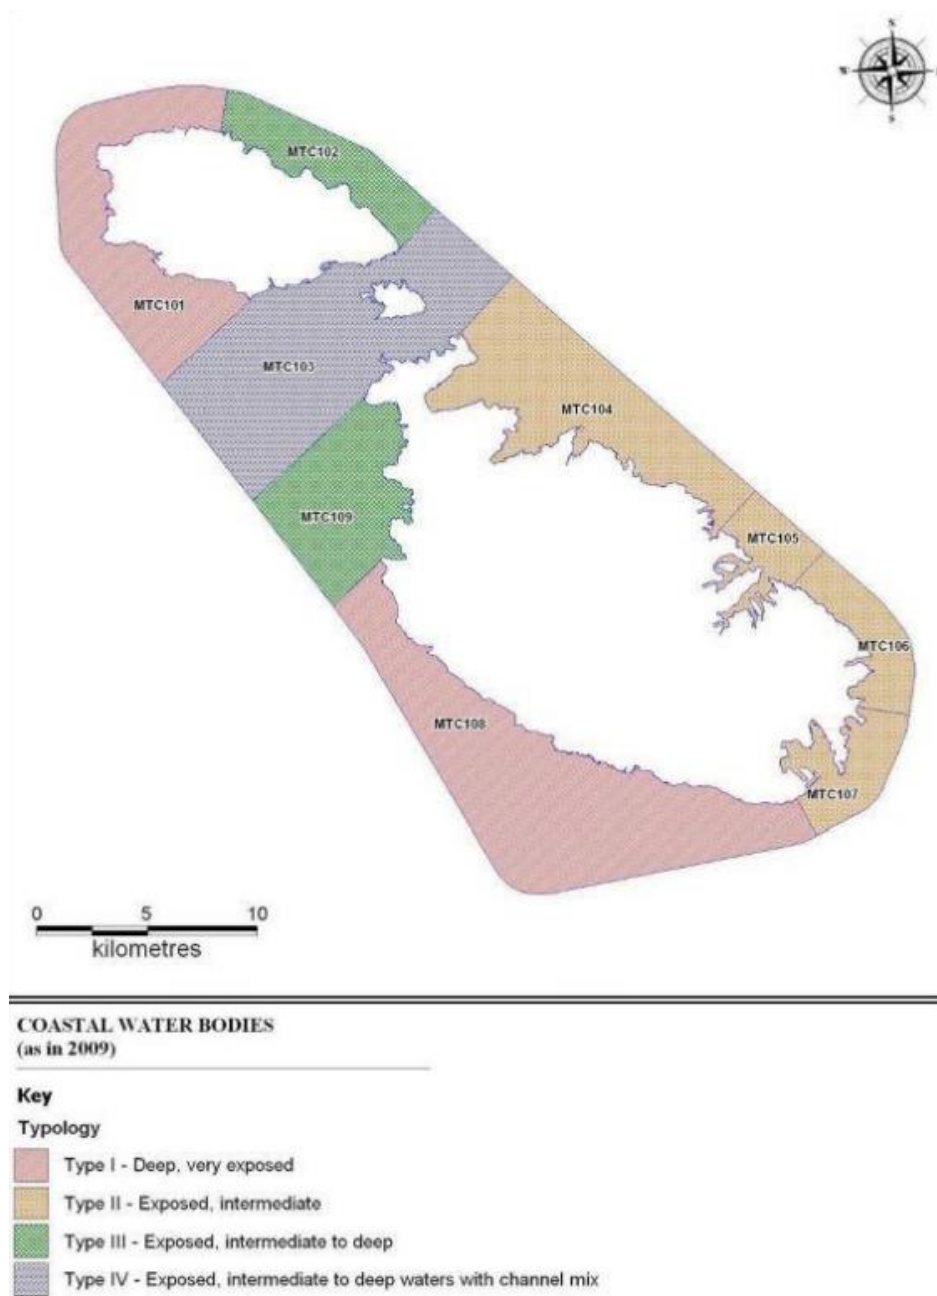 N
W
S
MTC102
MTC101
MTC103
MTC104
MTC109
MTC105
MTC106
MTC108
MTC107
0 5 10
kilometres
COASTAL WATER BODIES
(as in 2009)
Key
Typology
Type I - Deep, very exposed
Type II - Exposed, intermediate
Type III - Exposed, intermediate to deep
Type IV - Exposed, intermediate to deep waters with channel mix